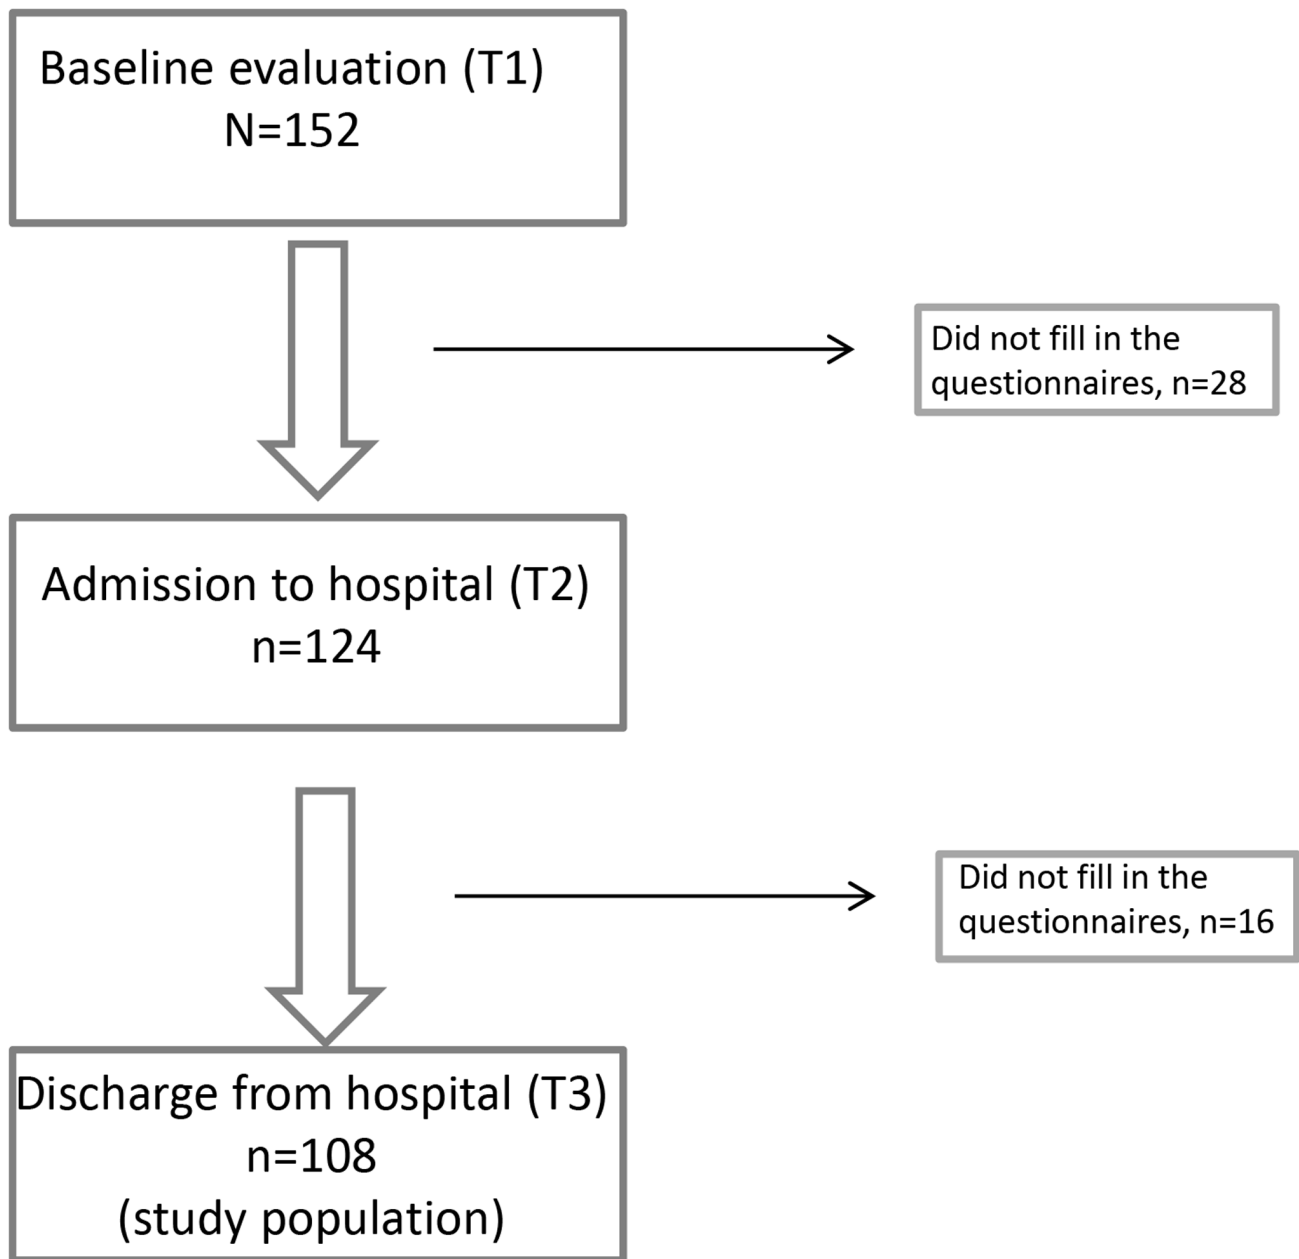 Baseline evaluation (T1)
N=152
Did not fill in the
questionnaires, n=28
Admission to hospital (T2)
n=124
Did not fill in the
questionnaires, n=16
Discharge from hospital (T3)
n=108
(study population)